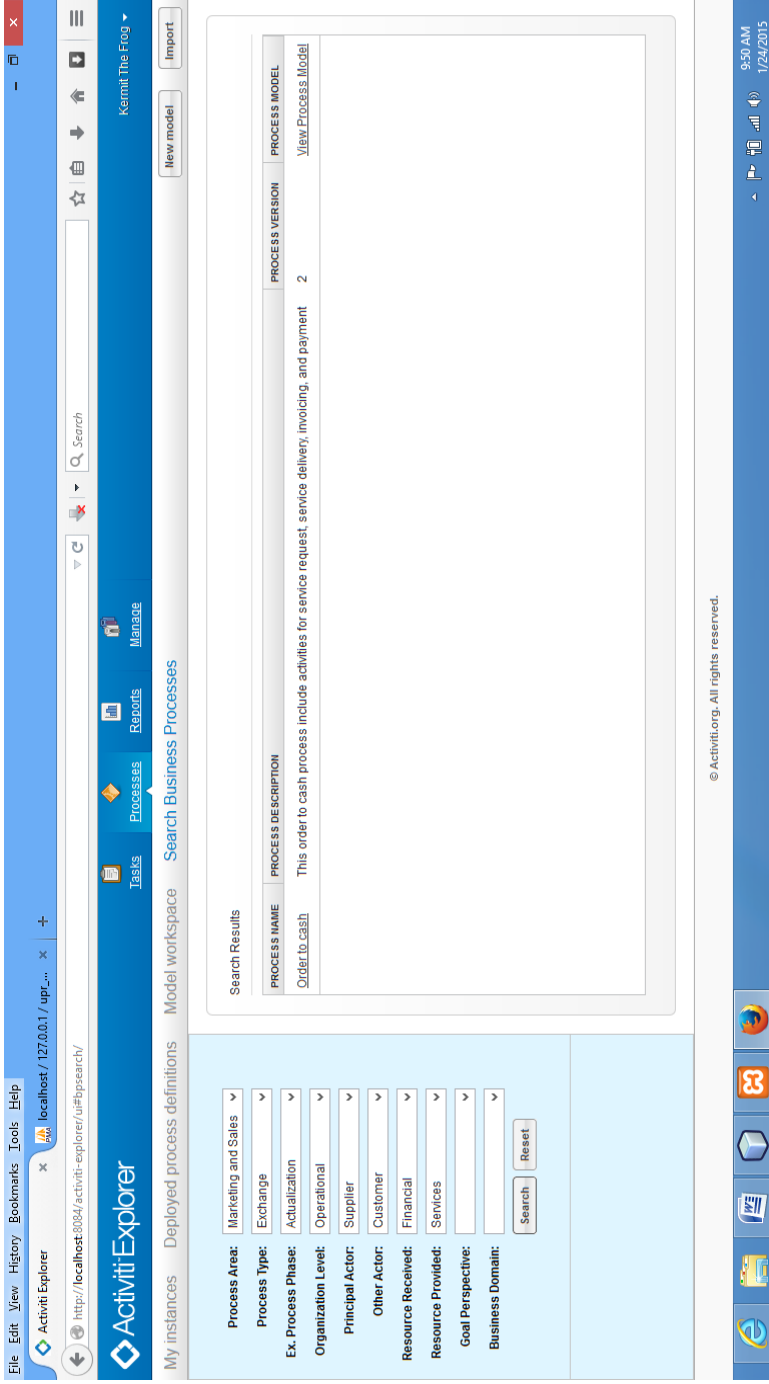 File Edit View History Bookmarks Tools Help
Activiti Explorer × localhost / 127.0.0.1 / upr_... × +
http://localhost:8084/activiti-explorer/ui#bpsearch/ Search
Activiti Explorer Tasks Processes Reports Manage Kermit The Frog
My instances Deployed process definitions Model workspace Search Business Processes New model Import
Process Area: Marketing and Sales
Process Type: Exchange
Ex. Process Phase: Actualization
Organization Level: Operational
Principal Actor: Supplier
Other Actor: Customer
Resource Received: Financial
Resource Provided: Services
Goal Perspective:
Business Domain:
Search Reset
Search Results
PROCESS NAME PROCESS DESCRIPTION PROCESS VERSION PROCESS MODEL
Order to cash This order to cash process include activities for service request, service delivery, invoicing, and payment 2 View Process Model
© Activiti.org. All rights reserved.
9:50 AM
1/24/2015